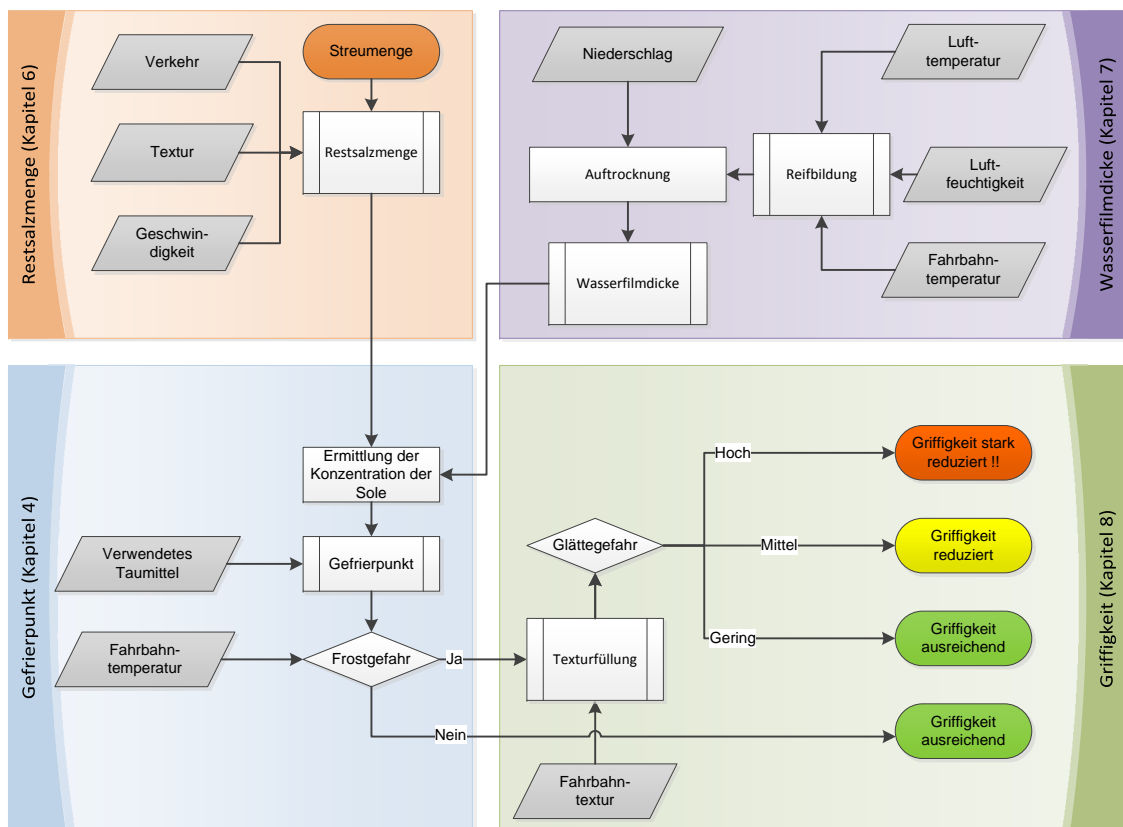 Restsalzmenge (Kapitel 6)
Verkehr
Streumenge
Textur
Restsalzmenge
Geschwin-
digkeit
Niederschlag
Luft-
temperatur
Auftrocknung
Reifbildung
Luft-
feuchtigkeit
Wasserfilmdicke
Fahrbahn-
temperatur
Wasserfilmdicke (Kapitel 7)
Gefrierpunkt (Kapitel 4)
Ermittlung der
Konzentration der
Sole
Verwendetes
Taumittel
Gefrierpunkt
Fahrbahn-
temperatur
Frostgefahr
Ja
Nein
Glättegefahr
Hoch
Griffigkeit stark
reduziert !!
Mittel
Griffigkeit
reduziert
Gering
Griffigkeit
ausreichend
Texturfüllung
Griffigkeit
ausreichend
Fahrbahn-
textur
Griffigkeit (Kapitel 8)